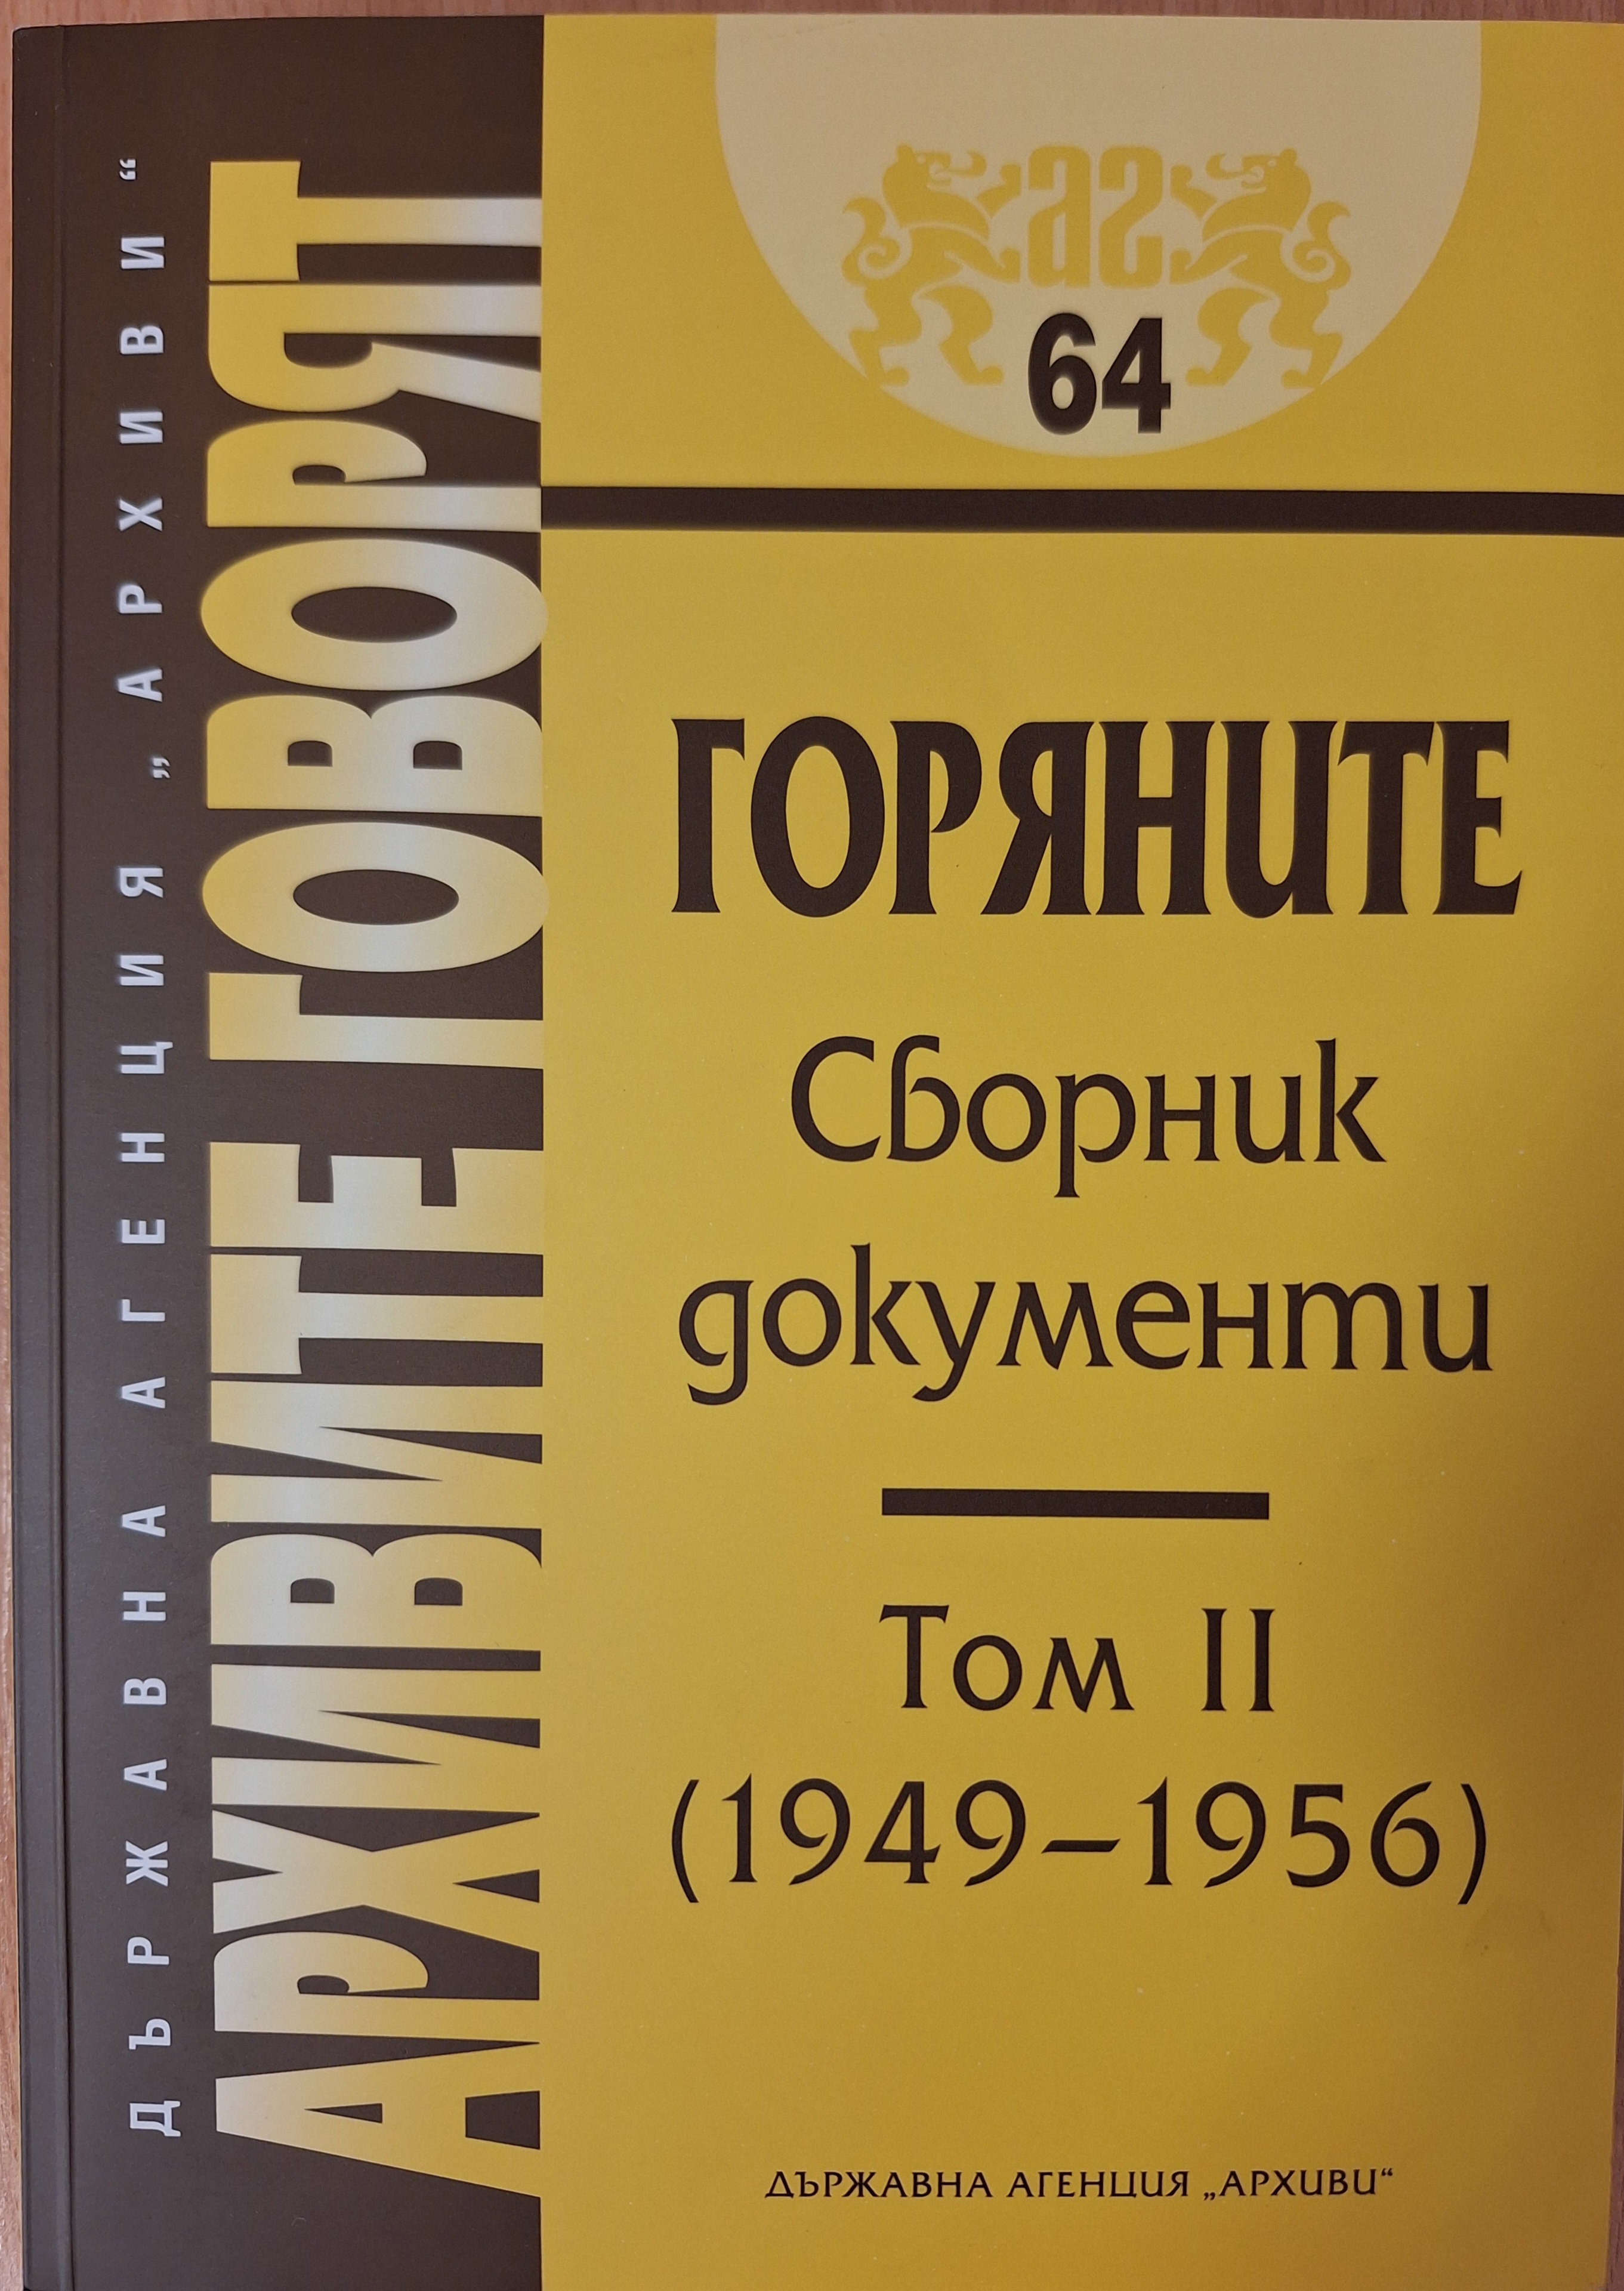 ДЪРЖАВНА АГЕНЦИЯ „АРХИВИ“
АРХИВИТЕ ГОВОРЯТ
аг
64
ГОРЯНИТЕ
Сборник
документи
Том II
(1949–1956)
ДЪРЖАВНА АГЕНЦИЯ „АРХИВИ“